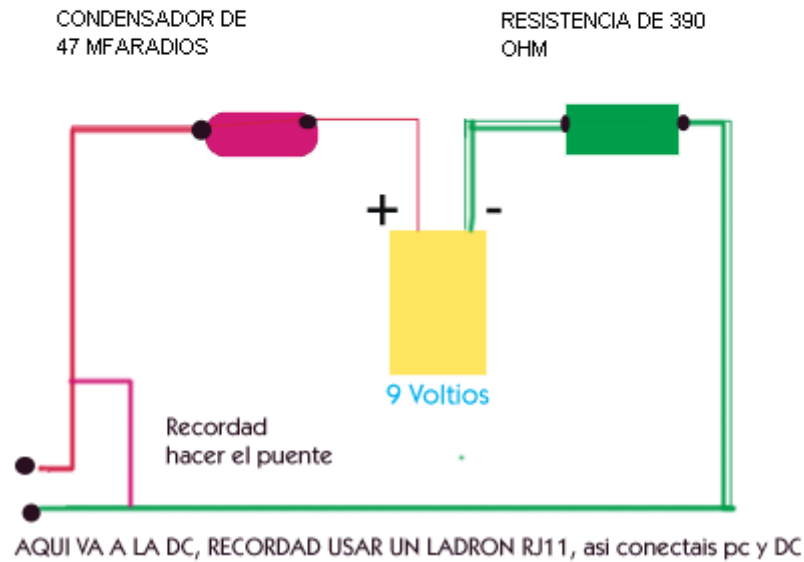 CONDENSADOR DE
47 MFARADIOS
RESISTENCIA DE 390
OHM
+ -
9 Voltios
Recordad
hacer el puente
AQUI VA A LA DC, RECORDAD USAR UN LADRON RJ11, asi conectais pc y DC